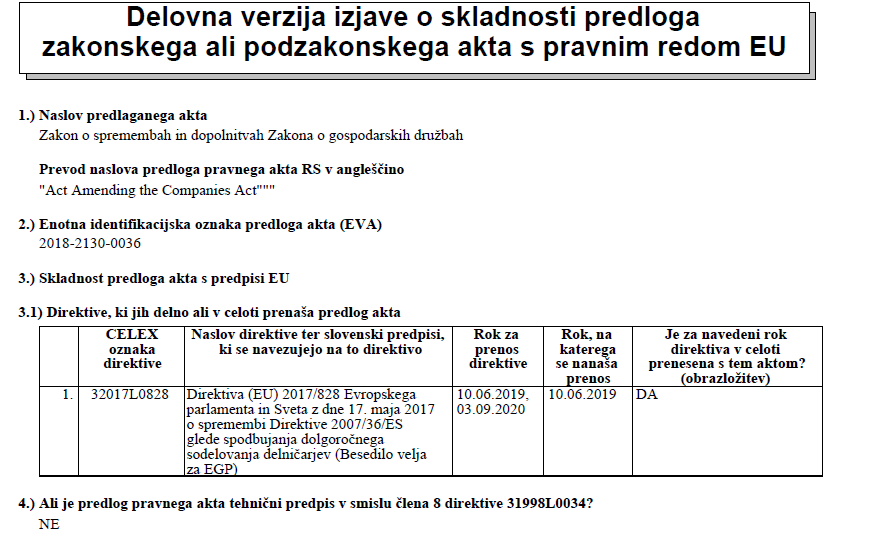 Delovna verzija izjave o skladnosti predloga
zakonskega ali podzakonskega akta s pravnim redom EU
1.) Naslov predlaganega akta
Zakon o spremembah in dopolnitvah Zakona o gospodarskih družbah
Prevod naslova predloga pravnega akta RS v angleščino
"Act Amending the Companies Act"""
2.) Enotna identifikacijska oznaka predloga akta (EVA)
2018-2130-0036
3.) Skladnost predloga akta s predpisi EU
3.1) Direktive, ki jih delno ali v celoti prenaša predlog akta
CELEX
oznaka
direktive
Naslov direktive ter slovenski predpisi,
ki se navezujejo na to direktivo
Rok za
prenos
direktive
Rok, na
katerega
se nanaša
prenos
Je za navedeni rok
direktiva v celoti
prenesena s tem aktom?
(obrazložitev)
1.
32017L0828
Direktiva (EU) 2017/828 Evropskega
parlamenta in Sveta z dne 17. maja 2017
o spremembi Direktive 2007/36/ES
glede spodbujanja dolgoročnega
sodelovanja delničarjev (Besedilo velja
za EGP)
10.06.2019,
03.09.2020
10.06.2019
DA
4.) Ali je predlog pravnega akta tehnični predpis v smislu člena 8 direktive 31998L0034?
NE